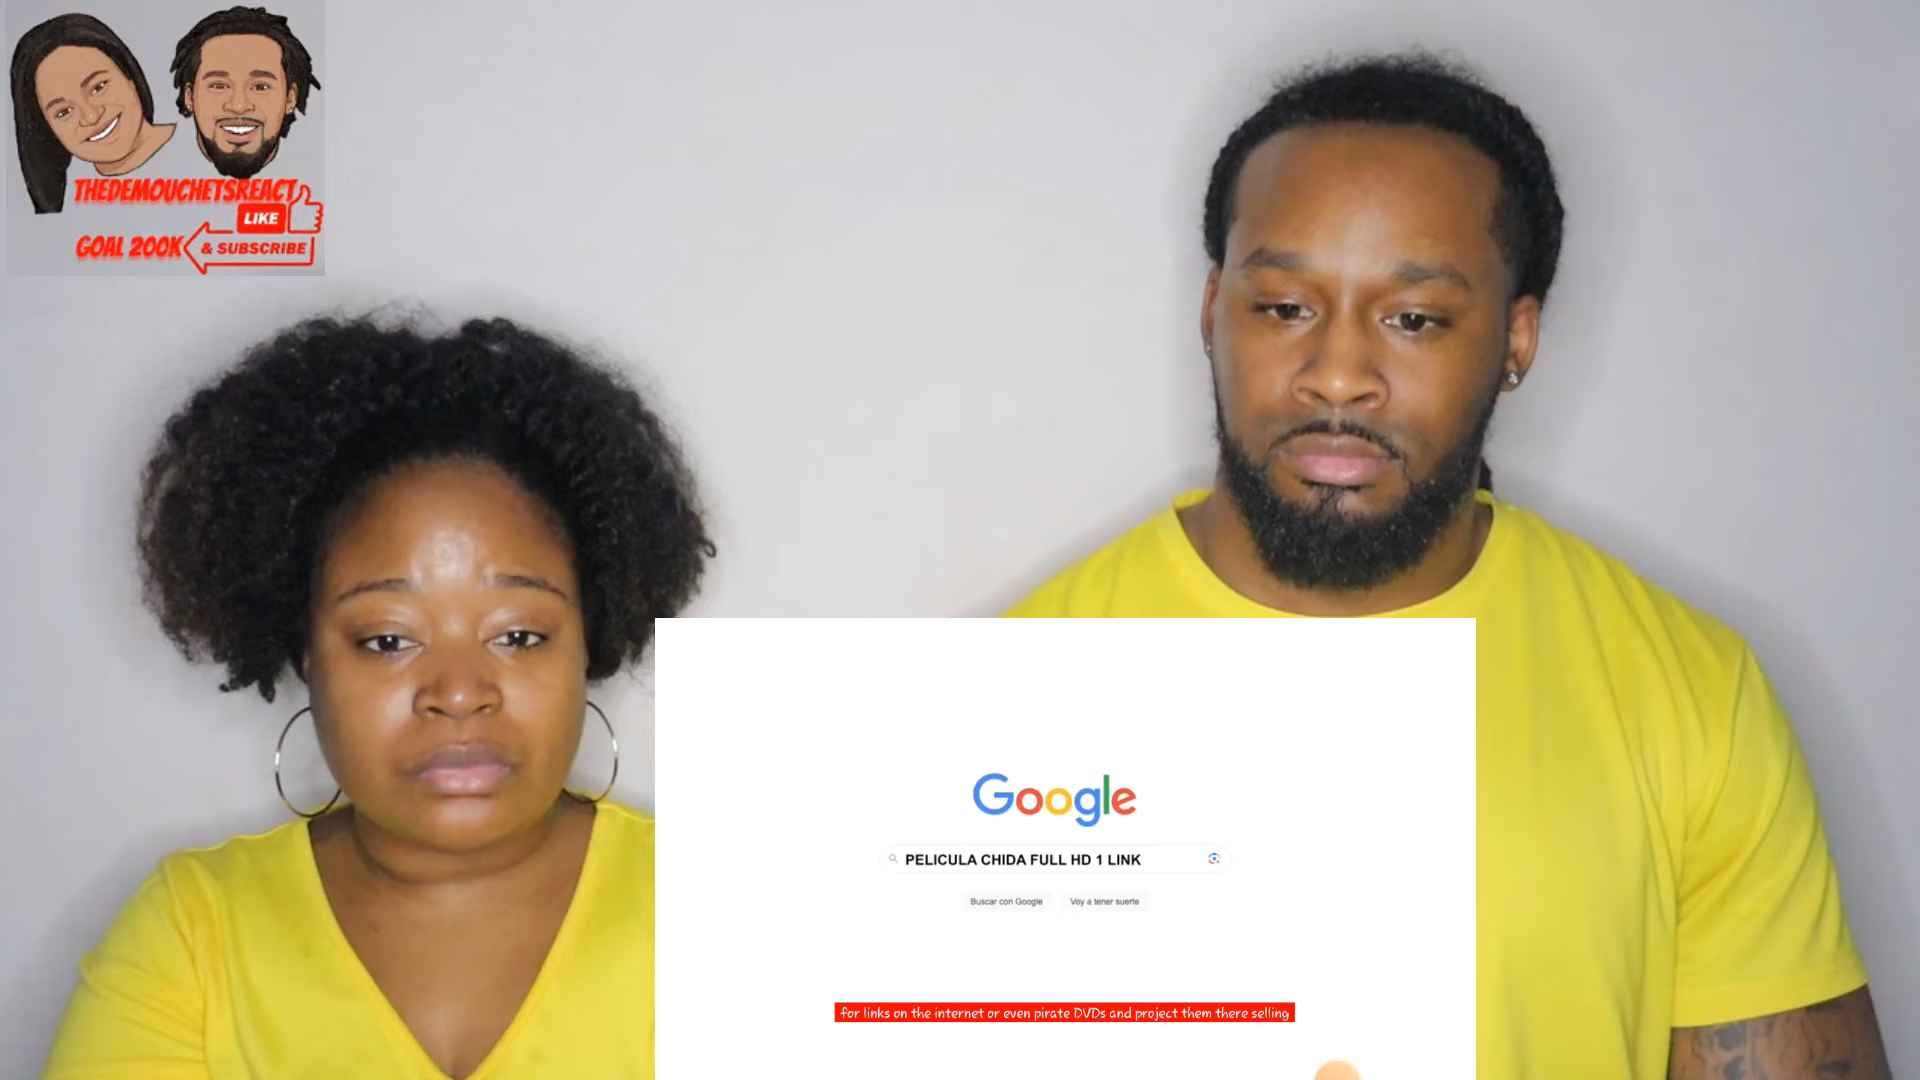 THEDEMOUCHETSREACT
LIKE
GOAL 200K & SUBSCRIBE
Google
PELICULA CHIDA FULL HD 1 LINK
Buscar con Google Voy a tener suerte
for links on the internet or even pirate DVDs and project them there selling